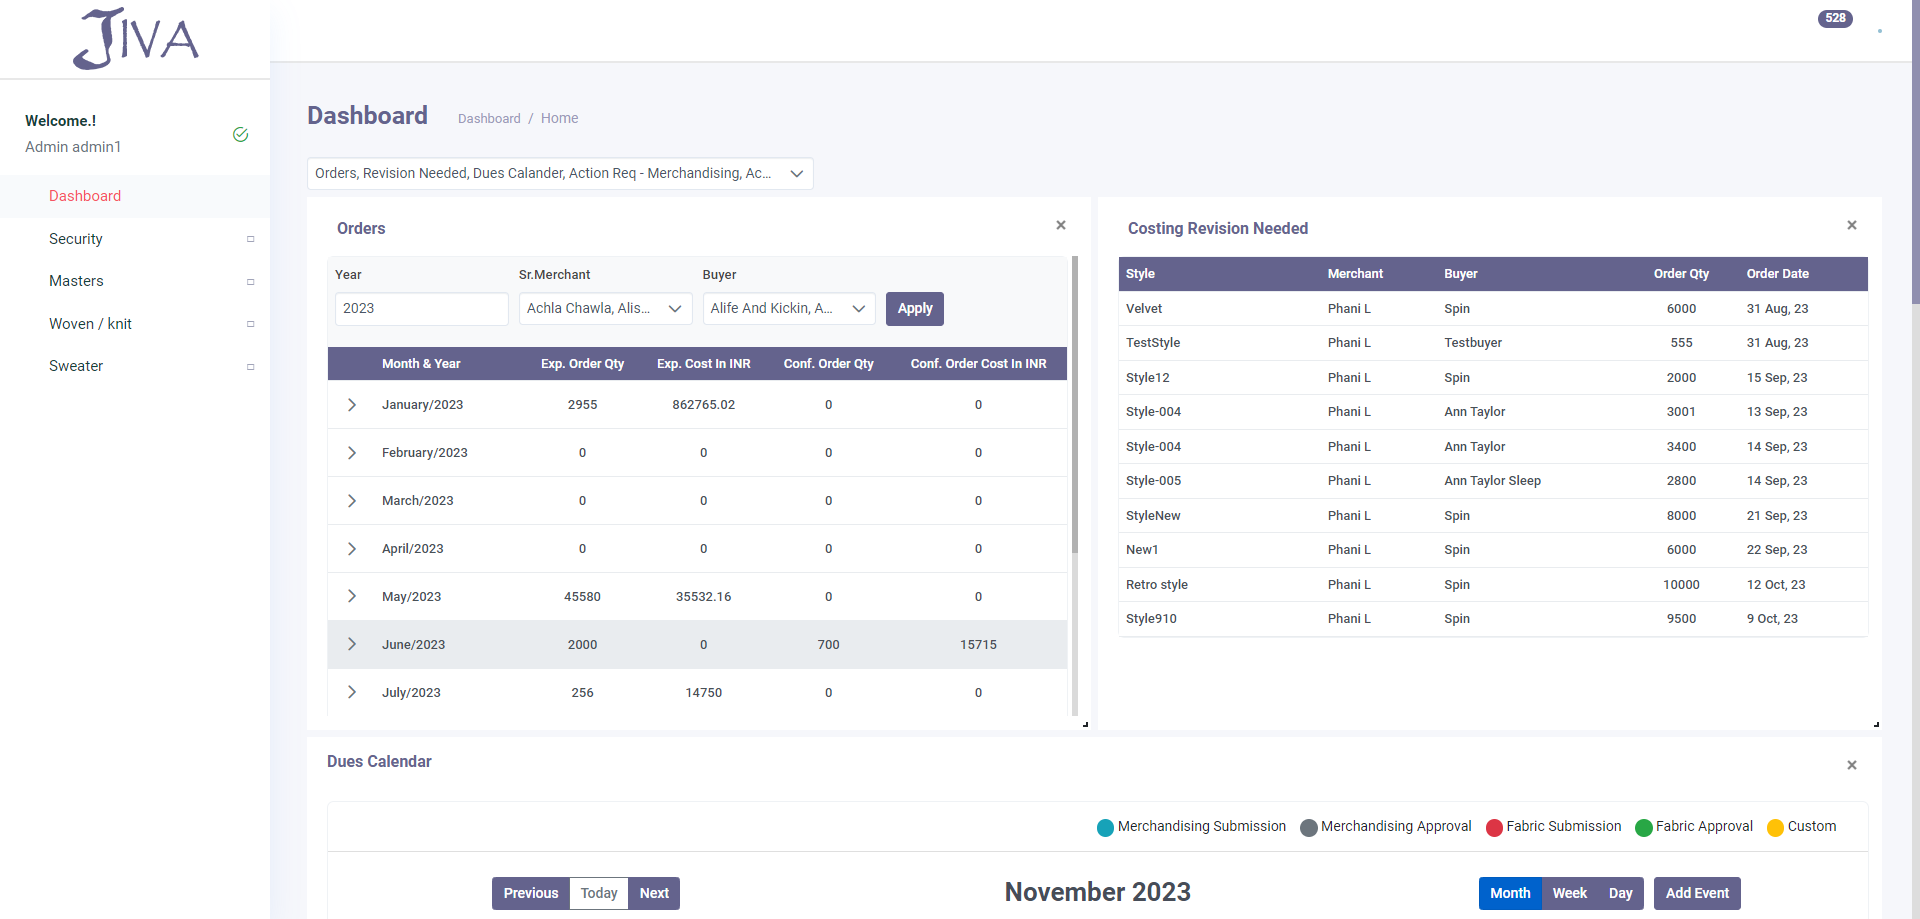 JIVA
528
Welcome.!
Admin admin1
Dashboard
Security
Masters
Woven / knit
Sweater
Dashboard Dashboard / Home
Orders, Revision Needed, Dues Calander, Action Req - Merchandising, Ac...
Orders ×
Year Sr.Merchant Buyer
2023 Achla Chawla, Alis... Alife And Kickin, A... Apply
Month & Year Exp. Order Qty Exp. Cost In INR Conf. Order Qty Conf. Order Cost In INR
January/2023 2955 862765.02 0 0
February/2023 0 0 0 0
March/2023 0 0 0 0
April/2023 0 0 0 0
May/2023 45580 35532.16 0 0
June/2023 2000 0 700 15715
July/2023 256 14750 0 0
Costing Revision Needed ×
Style Merchant Buyer Order Qty Order Date
Velvet Phani L Spin 6000 31 Aug, 23
TestStyle Phani L Testbuyer 555 31 Aug, 23
Style12 Phani L Spin 2000 15 Sep, 23
Style-004 Phani L Ann Taylor 3001 13 Sep, 23
Style-004 Phani L Ann Taylor 3400 14 Sep, 23
Style-005 Phani L Ann Taylor Sleep 2800 14 Sep, 23
StyleNew Phani L Spin 8000 21 Sep, 23
New1 Phani L Spin 6000 22 Sep, 23
Retro style Phani L Spin 10000 12 Oct, 23
Style910 Phani L Spin 9500 9 Oct, 23
Dues Calendar ×
Merchandising Submission Merchandising Approval Fabric Submission Fabric Approval Custom
Previous Today Next November 2023 Month Week Day Add Event